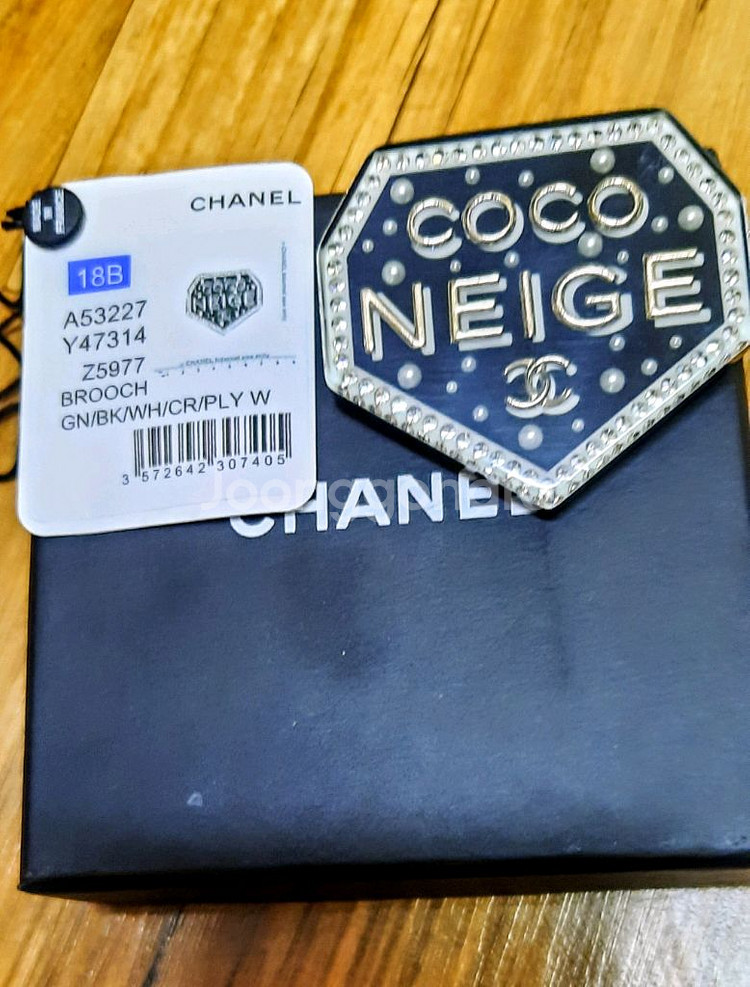 CHANEL
18B
A53227
Y47314
Z5977
BROOCH
GN/BK/WH/CR/PLY W
3 572642 307405
COCO
NEIGE
CHANEL